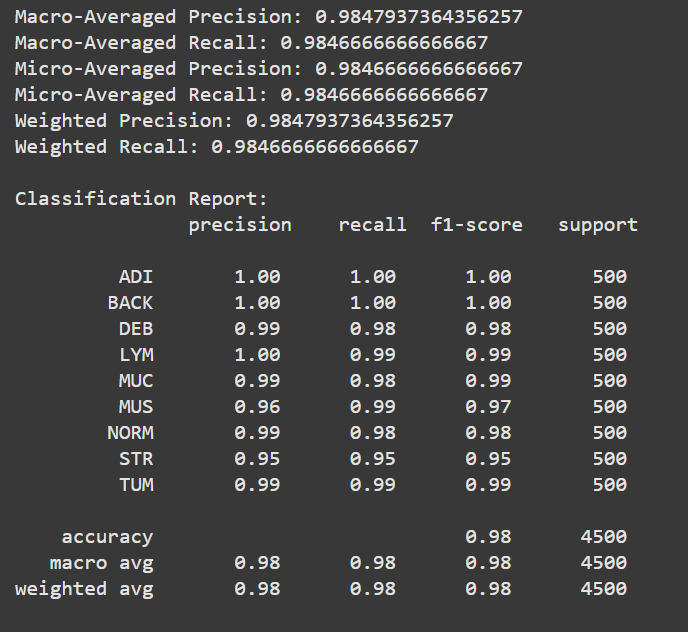 Macro-Averaged Precision: 0.9847937364356257
Macro-Averaged Recall: 0.9846666666666667
Micro-Averaged Precision: 0.9846666666666667
Micro-Averaged Recall: 0.9846666666666667
Weighted Precision: 0.9847937364356257
Weighted Recall: 0.9846666666666667
Classification Report:
precision recall f1-score support
ADI 1.00 1.00 1.00 500
BACK 1.00 1.00 1.00 500
DEB 0.99 0.98 0.98 500
LYM 1.00 0.99 0.99 500
MUC 0.99 0.98 0.99 500
MUS 0.96 0.99 0.97 500
NORM 0.99 0.98 0.98 500
STR 0.95 0.95 0.95 500
TUM 0.99 0.99 0.99 500
accuracy 0.98 4500
macro avg 0.98 0.98 0.98 4500
weighted avg 0.98 0.98 0.98 4500